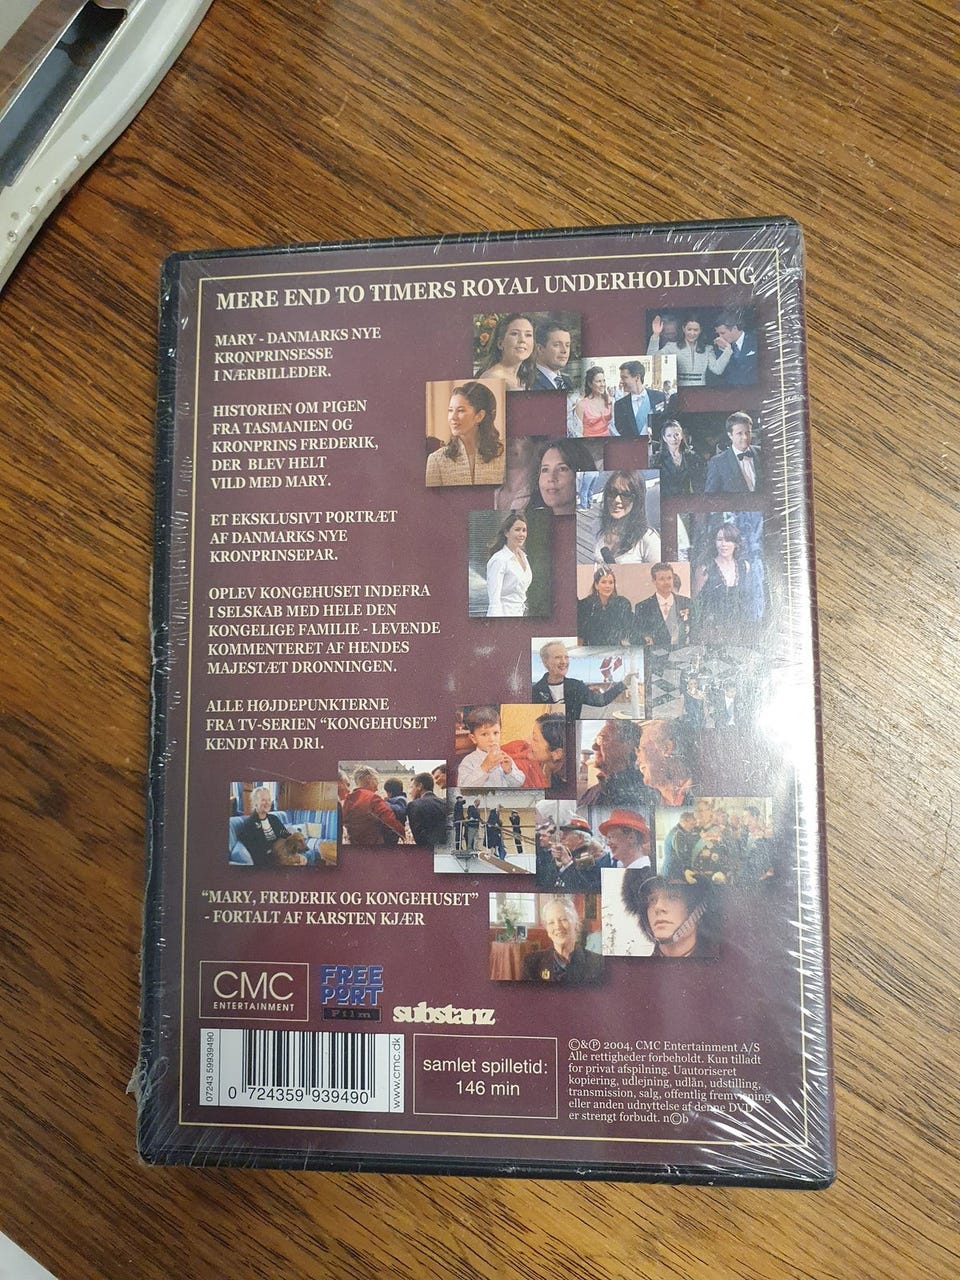 MERE END TO TIMERS ROYAL UNDERHOLDNING
MARY - DANMARKS NYE
KRONPRINSESSE
I NÆRBILLEDER.
HISTORIEN OM PIGEN
FRA TASMANIEN OG
KRONPRINS FREDERIK,
DER BLEV HELT
VILD MED MARY.
ET EKSKLUSIVT PORTRÆT
AF DANMARKS NYE
KRONPRINSEPAR.
OPLEV KONGEHUSET INDEFRA
I SELSKAB MED HELE DEN
KONGELIGE FAMILIE - LEVENDE
KOMMENTERET AF HENDES
MAJESTÆT DRONNINGEN.
ALLE HØJDEPUNKTERNE
FRA TV-SERIEN “KONGEHUSET”
KENDT FRA DR1.
“MARY, FREDERIK OG KONGEHUSET”
- FORTALT AF KARSTEN KJÆR
CMC
ENTERTAINMENT
FREE
PORT
Film
substanz
07243 59939490
0 724359 939490
www.cmc.dk
samlet spilletid:
146 min
©&℗ 2004, CMC Entertainment A/S
Alle rettigheder forbeholdt. Kun tilladt
for privat afspilning. Uautoriseret
kopiering, udlejning, udlån, udstilling,
transmission, salg, offentlig fremvisning
eller anden udnyttelse af denne DVD
er strengt forbudt. n©b